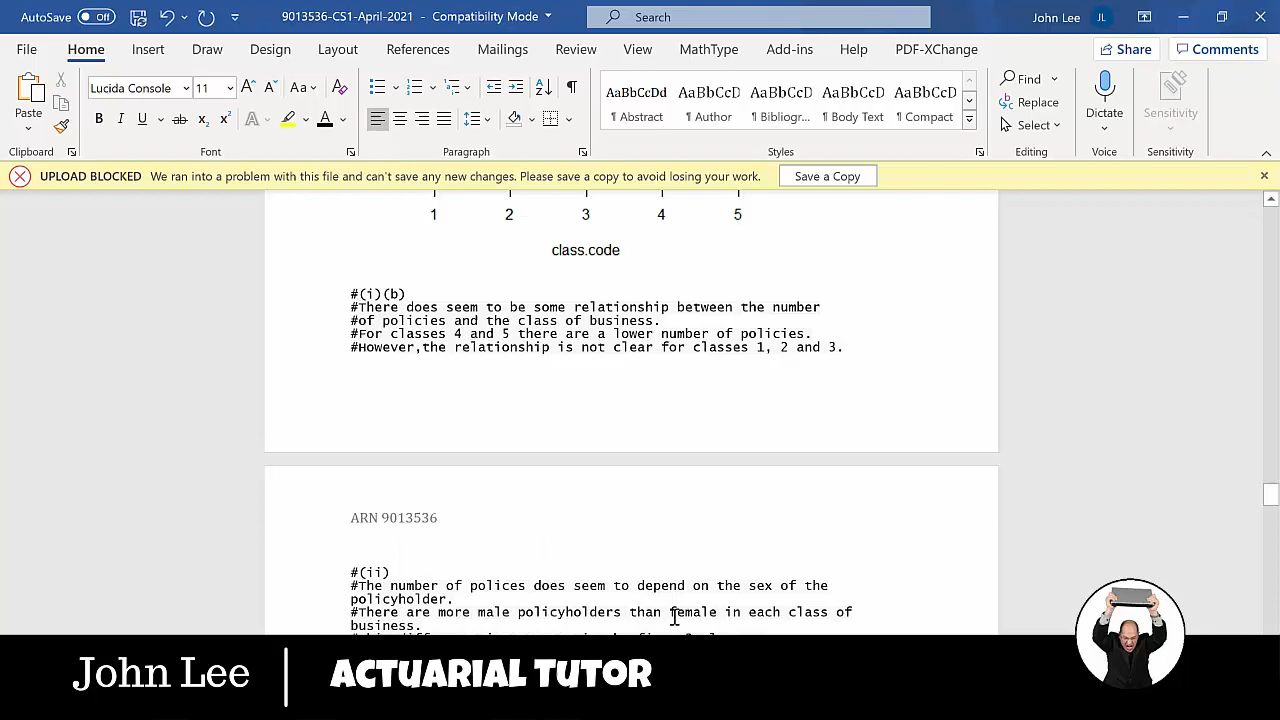 AutoSave Off 9013536-CS1-April-2021 - Compatibility Mode Search John Lee JL
File Home Insert Draw Design Layout References Mailings Review View MathType Add-ins Help PDF-XChange Share Comments
Paste
Clipboard
Lucida Console 11 Aa
B I U ab x₂ x² A A
Font
Paragraph
AaBbCcDd AaBbCcD AaBbCcD AaBbCcD AaBbCcD
¶ Abstract ¶ Author ¶ Bibliogr... ¶ Body Text ¶ Compact
Styles
Find
Replace
Select
Editing
Dictate
Voice
Sensitivity
Sensitivity
UPLOAD BLOCKED We ran into a problem with this file and can't save any new changes. Please save a copy to avoid losing your work. Save a Copy
1 2 3 4 5
class.code
#(i)(b)
#There does seem to be some relationship between the number
#of policies and the class of business.
#For classes 4 and 5 there are a lower number of policies.
#However,the relationship is not clear for classes 1, 2 and 3.
ARN 9013536
#(ii)
#The number of polices does seem to depend on the sex of the
policyholder.
#There are more male policyholders than female in each class of
business.
John Lee ACTUARIAL TUTOR